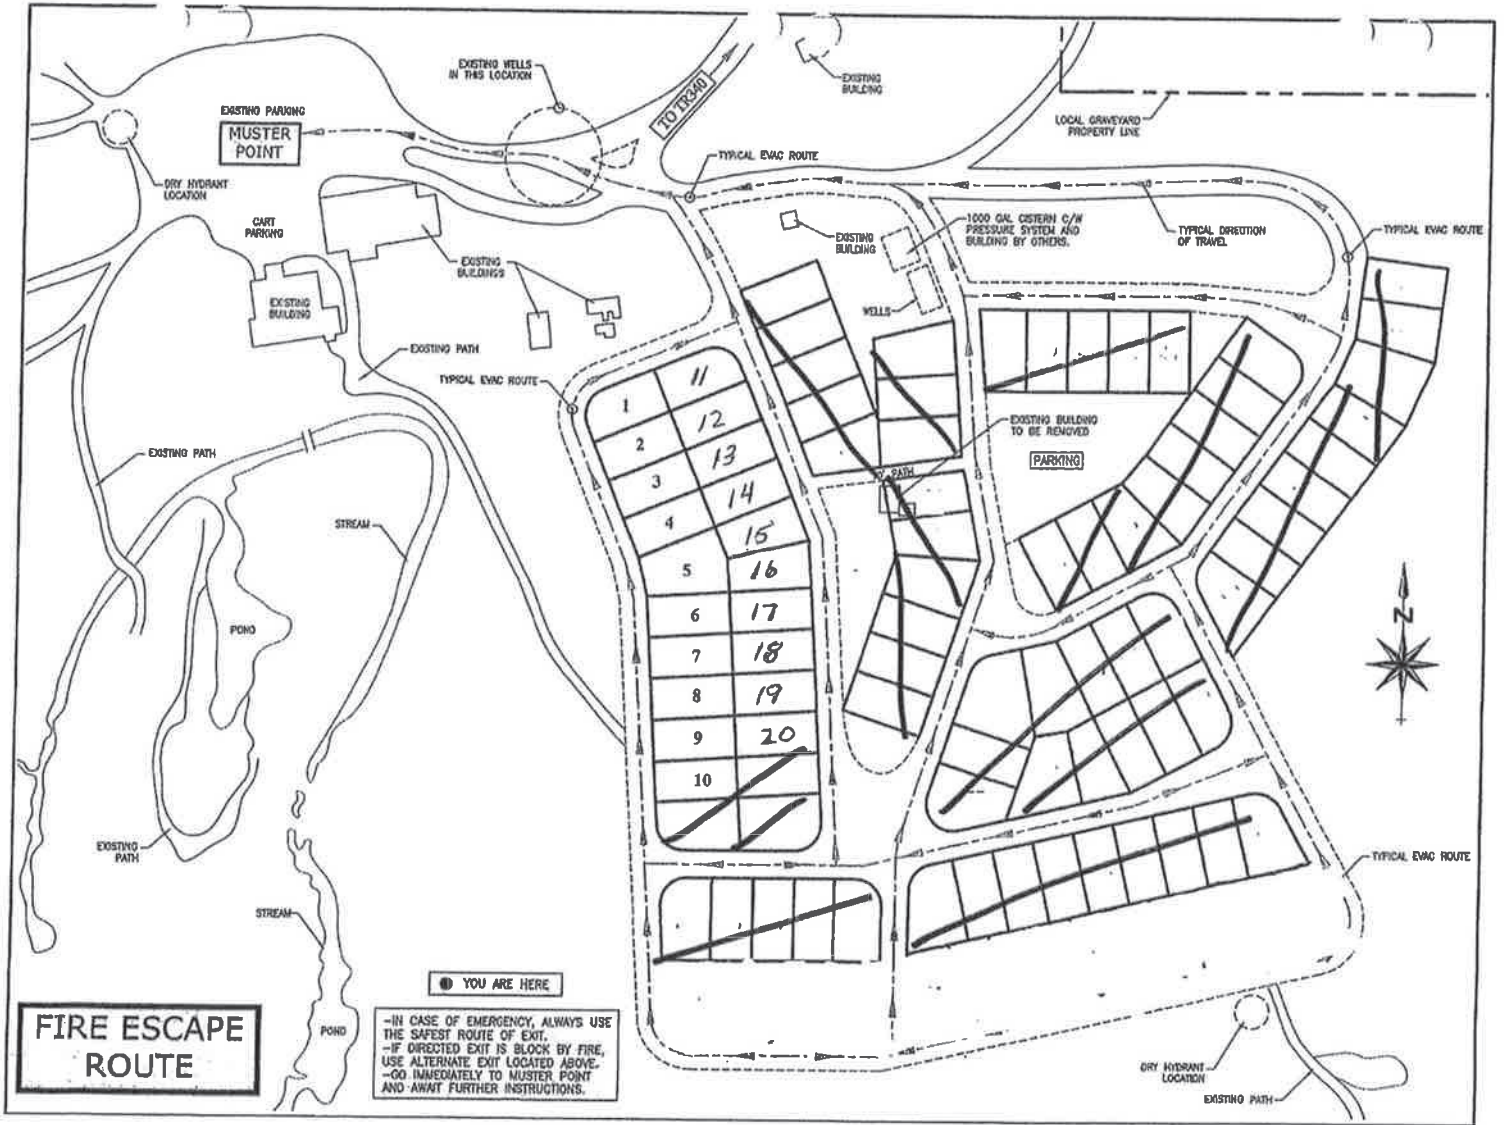 EXISTING WELLS
IN THIS LOCATION
EXISTING PARKING
MUSTER
POINT
DRY HYDRANT
LOCATION
TO TR340
EXISTING
BUILDING
LOCAL GRAVEYARD
PROPERTY LINE
TYPICAL EVAC ROUTE
CART
PARKING
EXISTING
BUILDINGS
EXISTING
BUILDING
EXISTING
BUILDING
1000 GAL CISTERN C/W
PRESSURE SYSTEM AND
BUILDING BY OTHERS.
TYPICAL DIRECTION
OF TRAVEL
TYPICAL EVAC ROUTE
WELLS
EXISTING PATH
TYPICAL EVAC ROUTE
EXISTING BUILDING
TO BE REMOVED
PARKING
PATH
EXISTING PATH
STREAM
POND
1
2
3
4
5
6
7
8
9
10
11
12
13
14
15
16
17
18
19
20
N
EXISTING
PATH
STREAM
POND
TYPICAL EVAC ROUTE
DRY HYDRANT
LOCATION
EXISTING PATH
YOU ARE HERE
-IN CASE OF EMERGENCY, ALWAYS USE
THE SAFEST ROUTE OF EXIT.
-IF DIRECTED EXIT IS BLOCK BY FIRE,
USE ALTERNATE EXIT LOCATED ABOVE.
-GO IMMEDIATELY TO MUSTER POINT
AND AWAIT FURTHER INSTRUCTIONS.
FIRE ESCAPE
ROUTE